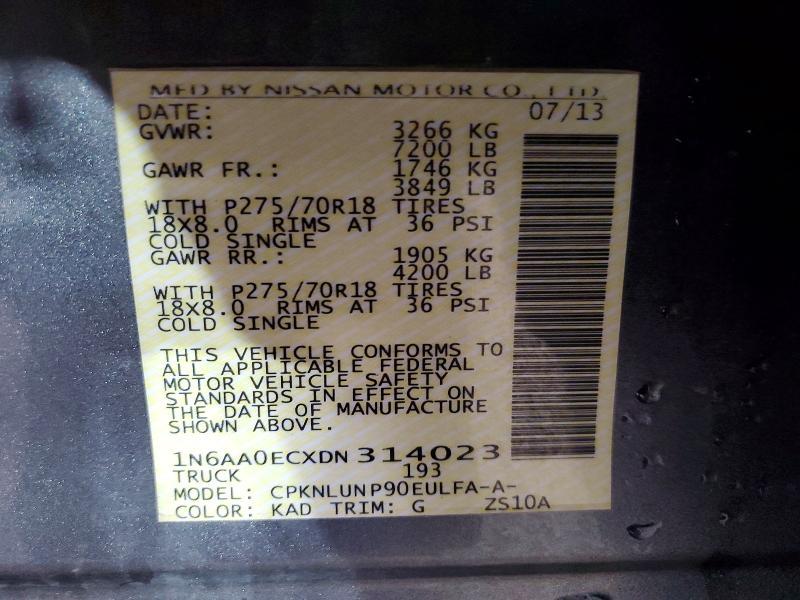 MFD BY NISSAN MOTOR CO., LTD.
DATE: 07/13
GVWR: 3266 KG
7200 LB
GAWR FR.: 1746 KG
3849 LB
WITH P275/70R18 TIRES
18X8.0 RIMS AT 36 PSI
COLD SINGLE
GAWR RR.: 1905 KG
4200 LB
WITH P275/70R18 TIRES
18X8.0 RIMS AT 36 PSI
COLD SINGLE
THIS VEHICLE CONFORMS TO
ALL APPLICABLE FEDERAL
MOTOR VEHICLE SAFETY
STANDARDS IN EFFECT ON
THE DATE OF MANUFACTURE
SHOWN ABOVE.
1N6AA0ECXDN314023
TRUCK 193
MODEL: CPKNLUNP90EULFA-A-
COLOR: KAD TRIM: G ZS10A